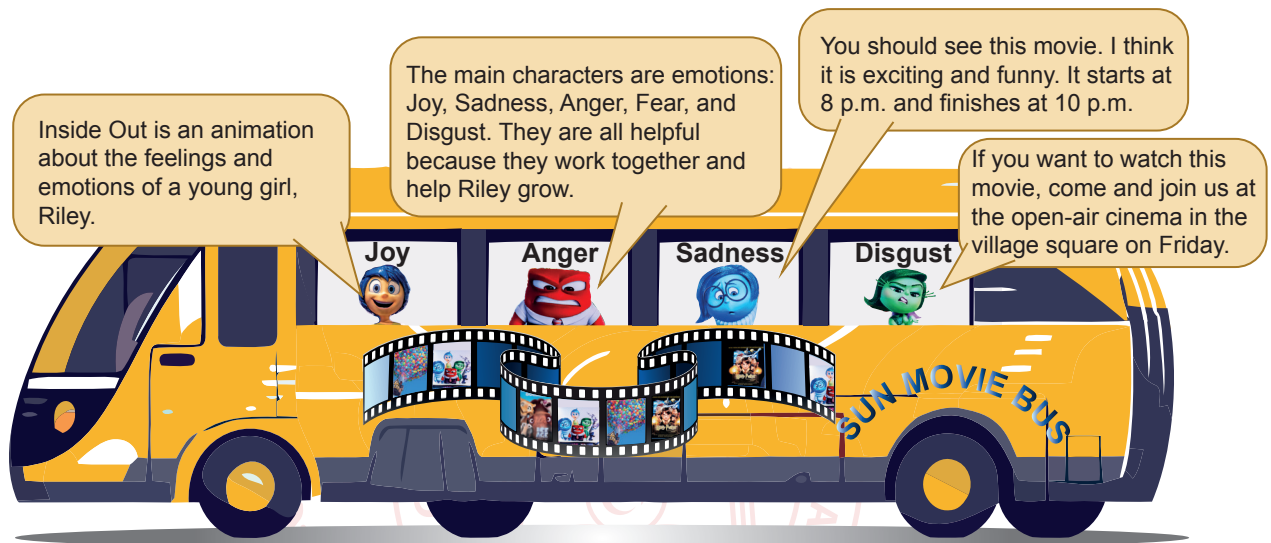 Inside Out is an animation
about the feelings and
emotions of a young girl,
Riley.
The main characters are emotions:
Joy, Sadness, Anger, Fear, and
Disgust. They are all helpful
because they work together and
help Riley grow.
You should see this movie. I think
it is exciting and funny. It starts at
8 p.m. and finishes at 10 p.m.
If you want to watch this
movie, come and join us at
the open-air cinema in the
village square on Friday.
Joy
Anger
Sadness
Disgust
SUN MOVIE BUS